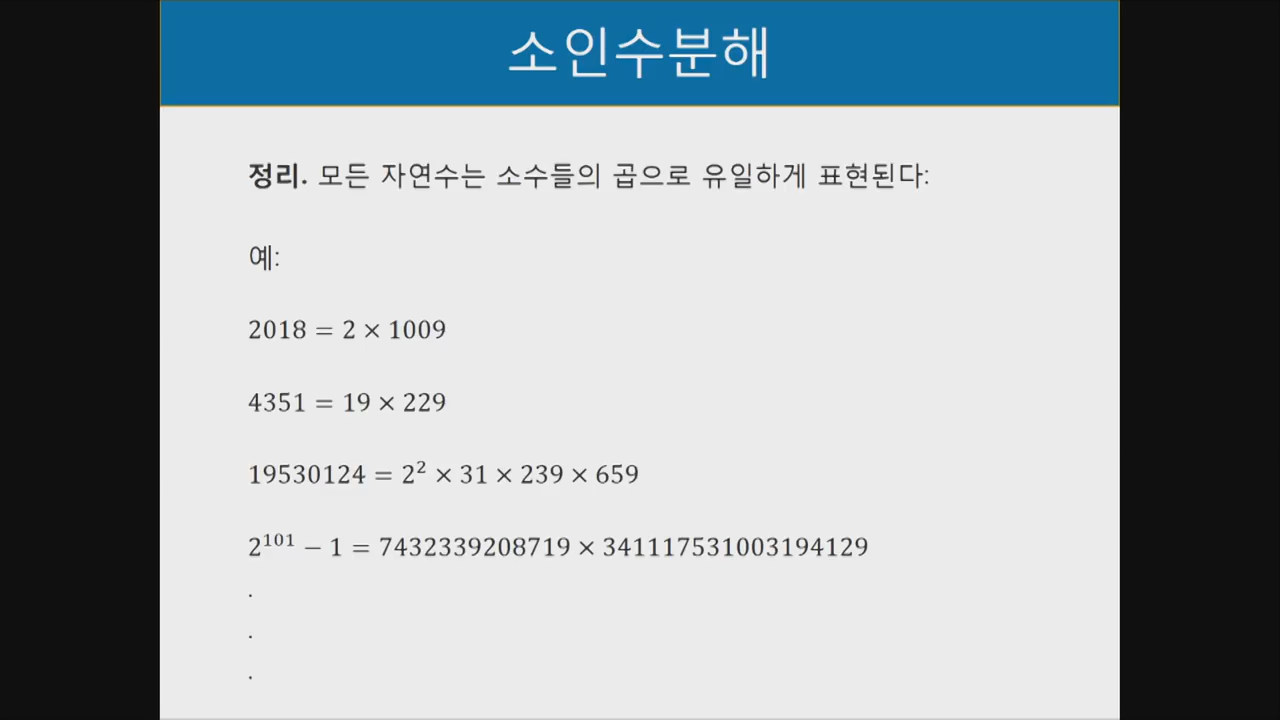 소인수분해
정리. 모든 자연수는 소수들의 곱으로 유일하게 표현된다:
예:
2018 = 2 × 1009
4351 = 19 × 229
19530124 = 2² × 31 × 239 × 659
2¹⁰¹ − 1 = 7432339208719 × 341117531003194129
.
.
.